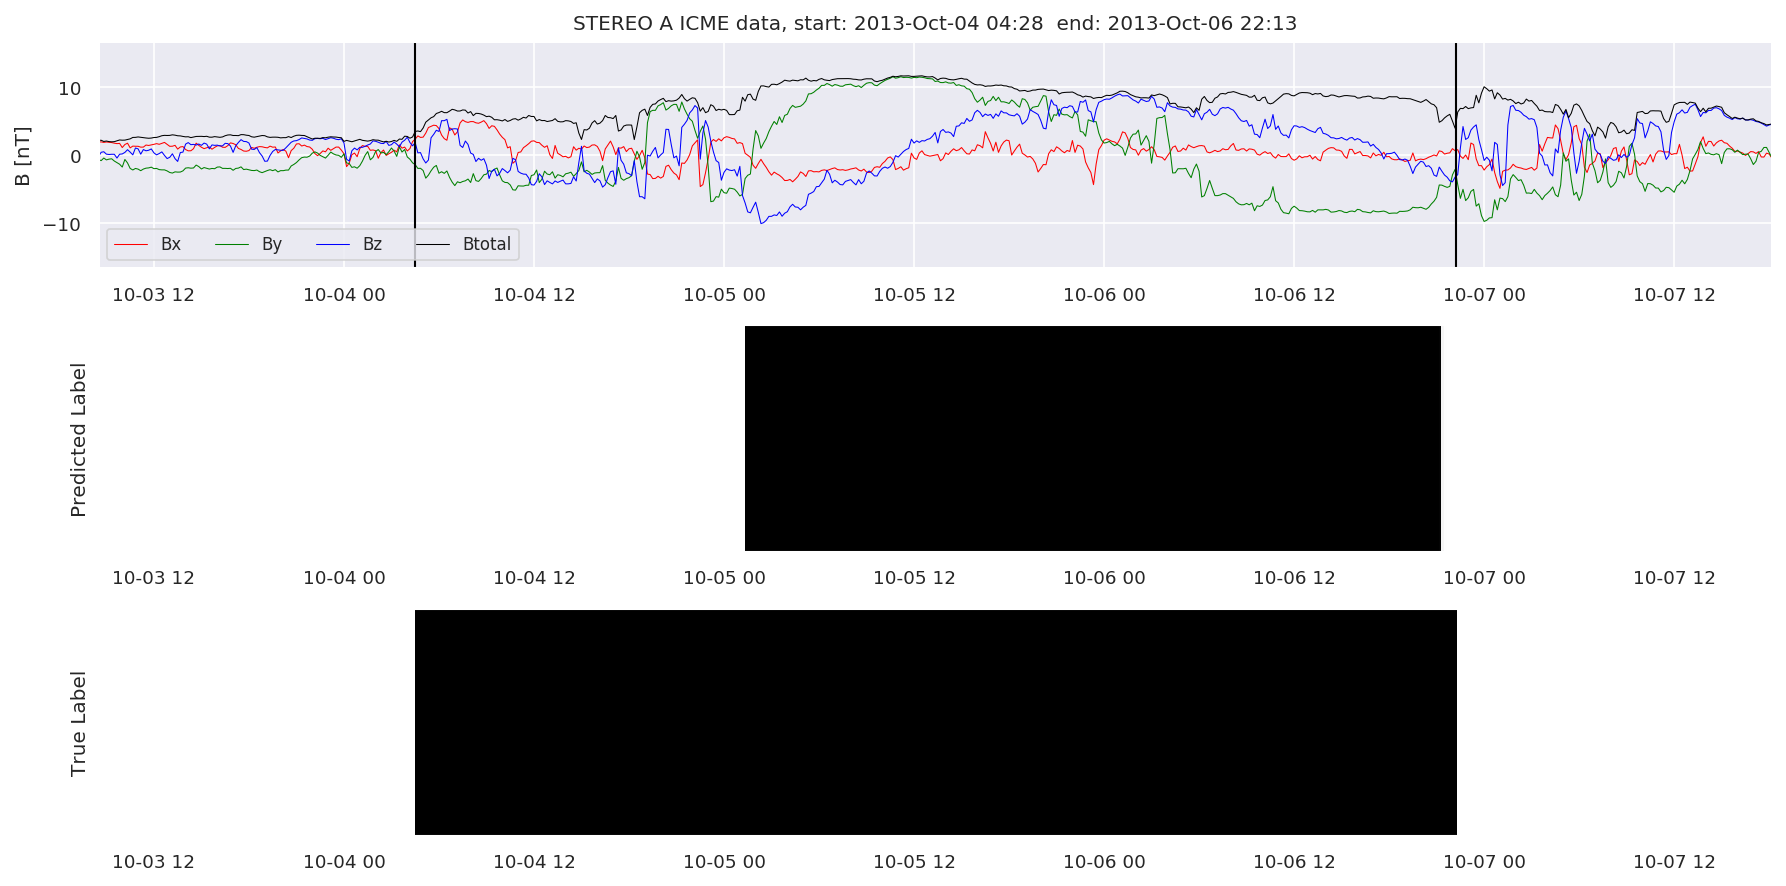 STEREO A ICME data, start: 2013-Oct-04 04:28  end: 2013-Oct-06 22:13
B [nT]
10
0
−10
Bx By Bz Btotal
10-03 12 10-04 00 10-04 12 10-05 00 10-05 12 10-06 00 10-06 12 10-07 00 10-07 12
Predicted Label
10-03 12 10-04 00 10-04 12 10-05 00 10-05 12 10-06 00 10-06 12 10-07 00 10-07 12
True Label
10-03 12 10-04 00 10-04 12 10-05 00 10-05 12 10-06 00 10-06 12 10-07 00 10-07 12